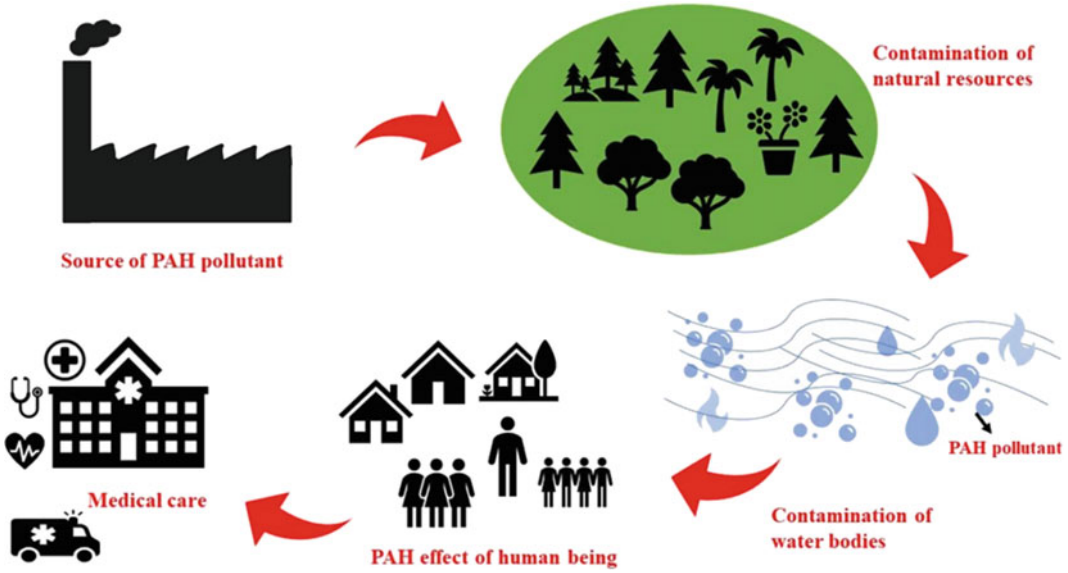 Contamination of
natural resources
Source of PAH pollutant
PAH pollutant
Contamination of
water bodies
PAH effect of human being
Medical care